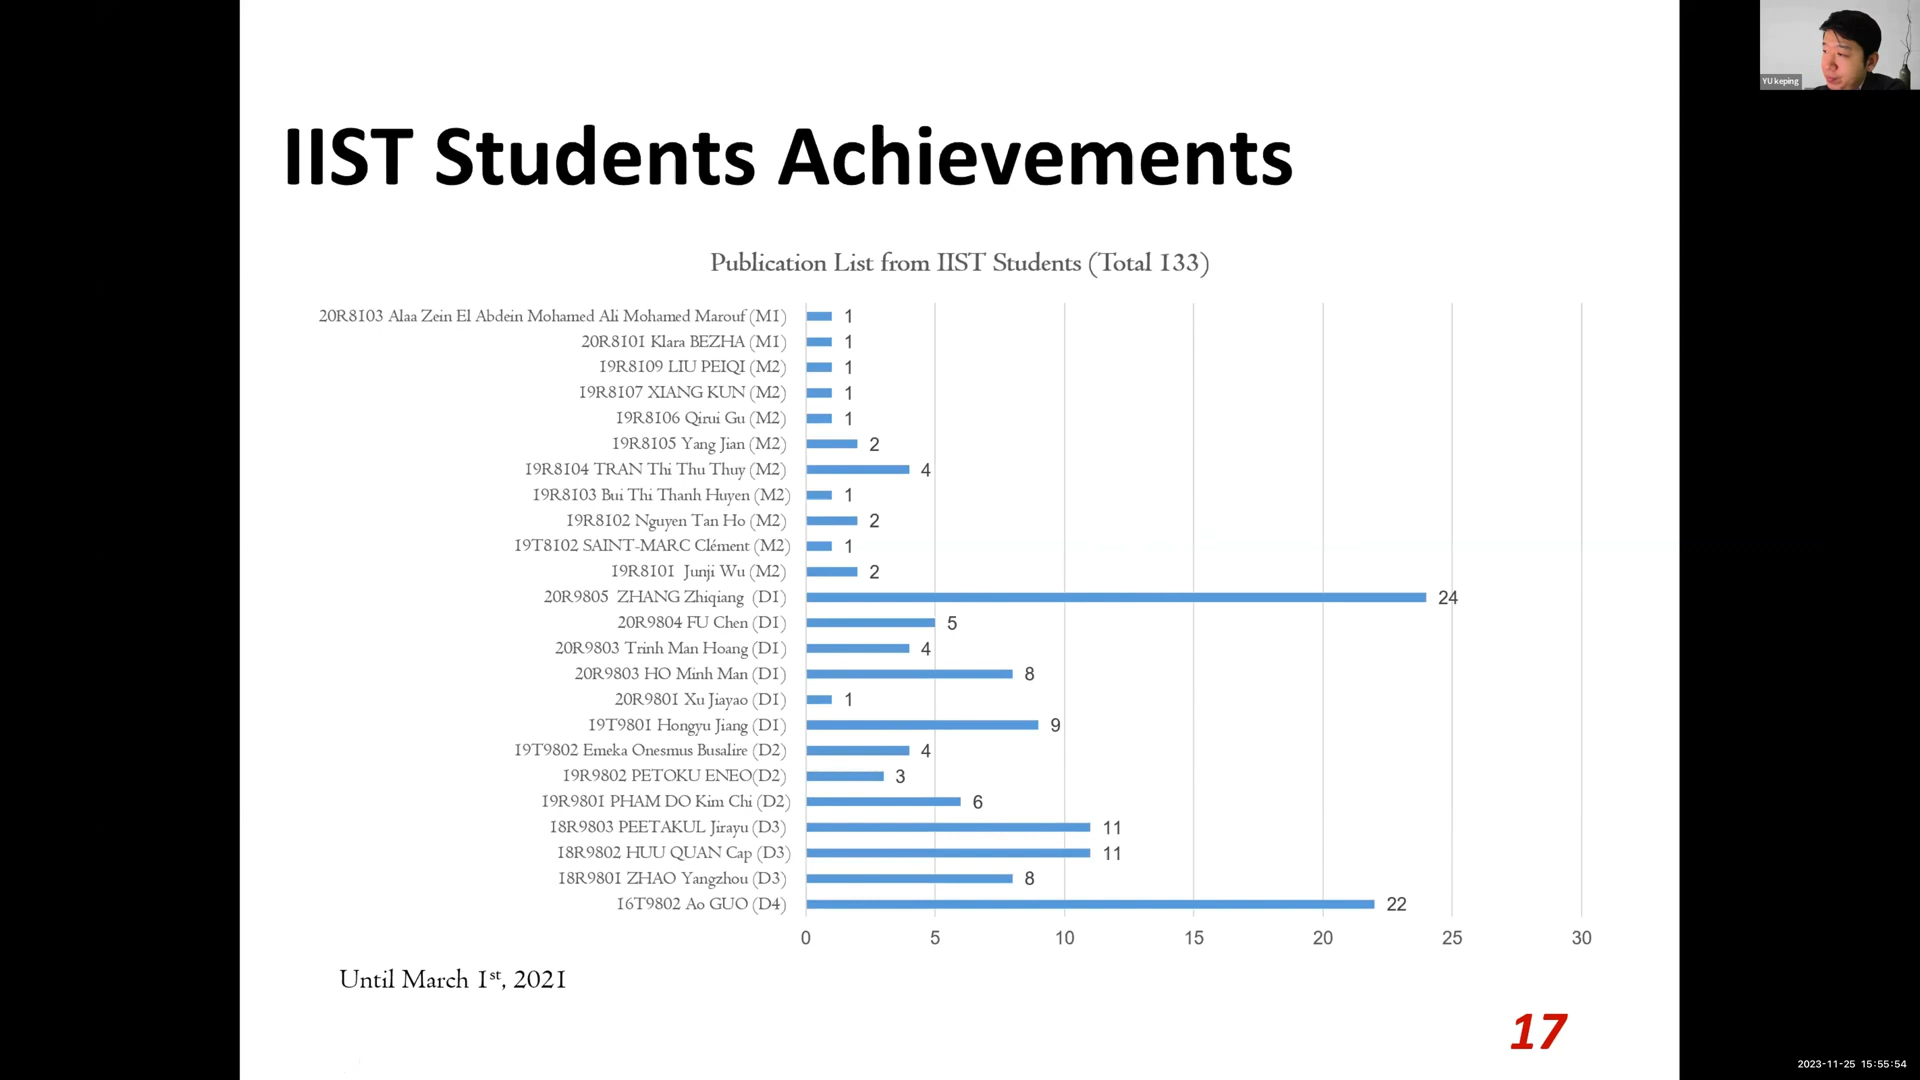 YU keping
IIST Students Achievements
Publication List from IIST Students (Total 133)
20R8103 Alaa Zein El Abdein Mohamed Ali Mohamed Marouf (M1) 1
20R8101 Klara BEZHA (M1) 1
19R8109 LIU PEIQI (M2) 1
19R8107 XIANG KUN (M2) 1
19R8106 Qirui Gu (M2) 1
19R8105 Yang Jian (M2) 2
19R8104 TRAN Thi Thu Thuy (M2) 4
19R8103 Bui Thi Thanh Huyen (M2) 1
19R8102 Nguyen Tan Ho (M2) 2
19T8102 SAINT-MARC Clément (M2) 1
19R8101 Junji Wu (M2) 2
20R9805 ZHANG Zhiqiang (D1) 24
20R9804 FU Chen (D1) 5
20R9803 Trinh Man Hoang (D1) 4
20R9803 HO Minh Man (D1) 8
20R9801 Xu Jiayao (D1) 1
19T9801 Hongyu Jiang (D1) 9
19T9802 Emeka Onesmus Busalire (D2) 4
19R9802 PETOKU ENEO(D2) 3
19R9801 PHAM DO Kim Chi (D2) 6
18R9803 PEETAKUL Jirayu (D3) 11
18R9802 HUU QUAN Cap (D3) 11
18R9801 ZHAO Yangzhou (D3) 8
16T9802 Ao GUO (D4) 22
0 5 10 15 20 25 30
Until March 1st, 2021
17
2023-11-25 15:55:54